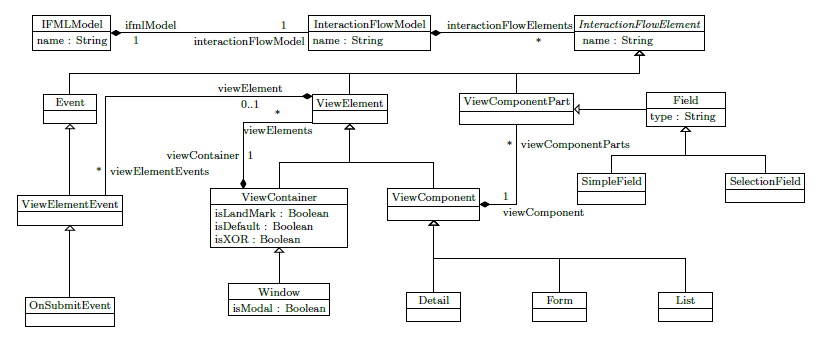 IFMLModel
name : String
ifmlModel
1
1
interactionFlowModel
InteractionFlowModel
name : String
interactionFlowElements
*
InteractionFlowElement
name : String
Event
viewElement
0..1
ViewElement
*
viewElements
ViewComponentPart
Field
type : String
viewContainer
1
*
viewElementEvents
*
viewComponentParts
ViewElementEvent
ViewContainer
isLandMark : Boolean
isDefault : Boolean
isXOR : Boolean
ViewComponent
1
viewComponent
SimpleField
SelectionField
OnSubmitEvent
Window
isModal : Boolean
Detail
Form
List